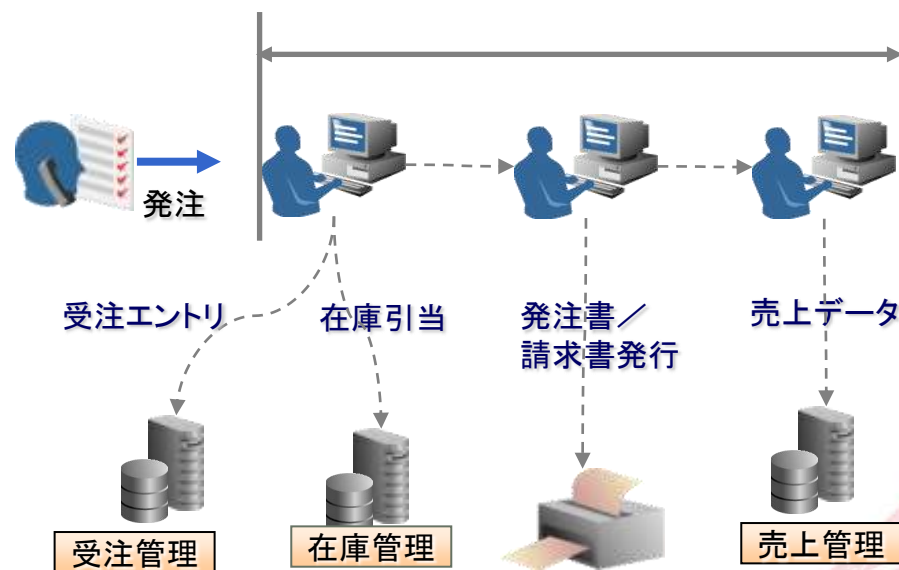 発注
受注エントリ
在庫引当
発注書／
請求書発行
売上データ
受注管理
在庫管理
売上管理